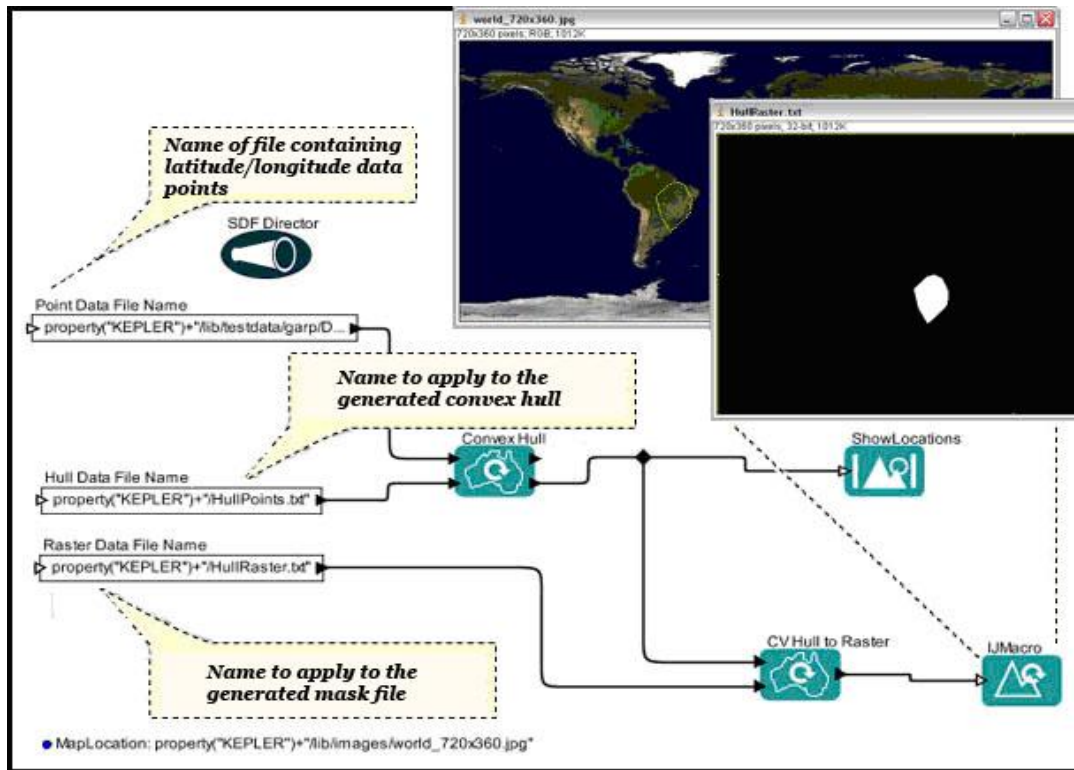 world_720x360.jpg
720x360 pixels; RGB; 1012K
HullRaster.txt
720x360 pixels, 32-bit, 1012K
Name of file containing
latitude/longitude data
points
SDF Director
Point Data File Name
property("KEPLER")+"/lib/testdata/garp/D...
Name to apply to the
generated convex hull
Convex Hull
ShowLocations
Hull Data File Name
property("KEPLER")+"/HullPoints.txt"
Raster Data File Name
property("KEPLER")+"/HullRaster.txt"
CV Hull to Raster
IJMacro
Name to apply to the
generated mask file
MapLocation: property("KEPLER")+"/lib/images/world_720x360.jpg"